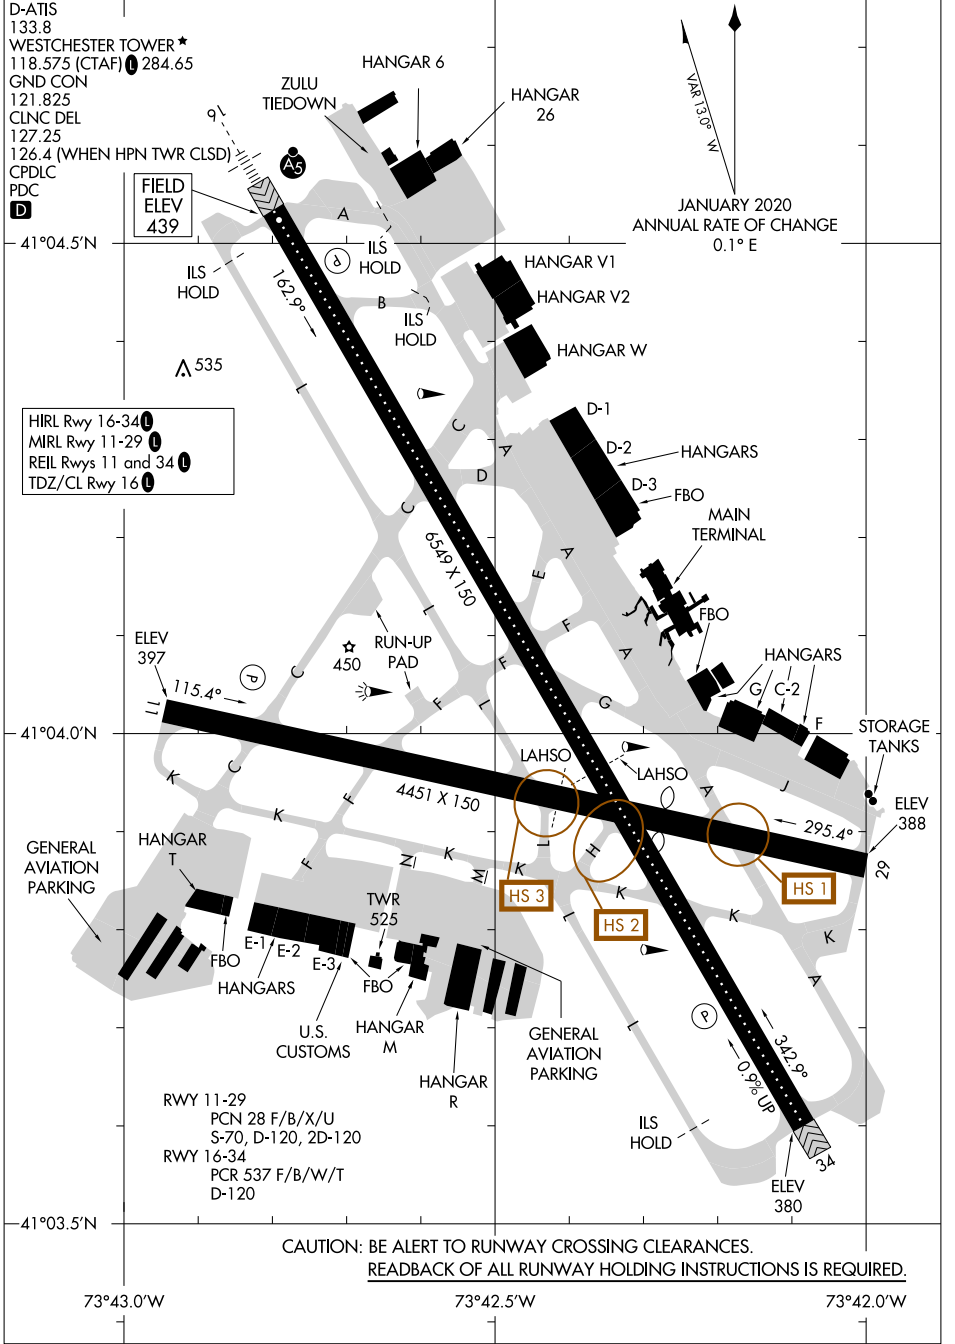 D-ATIS
133.8
WESTCHESTER TOWER★
118.575 (CTAF) L 284.65
GND CON
121.825
CLNC DEL
127.25
126.4 (WHEN HPN TWR CLSD)
CPDLC
PDC
D
ZULU
TIEDOWN
HANGAR 6
HANGAR
26
VAR 13.0° W
JANUARY 2020
ANNUAL RATE OF CHANGE
0.1° E
16
A5
FIELD
ELEV
439
41°04.5'N
A
ILS
HOLD
ILS
HOLD
P
162.9°
B
ILS
HOLD
HANGAR V1
HANGAR V2
HANGAR W
535
L
HIRL Rwy 16-34 L
MIRL Rwy 11-29 L
REIL Rwys 11 and 34 L
TDZ/CL Rwy 16 L
C
A
D
C
D-1
D-2
D-3
HANGARS
FBO
MAIN
TERMINAL
6549 X 150
A
E
L
F
F
A
FBO
RUN-UP
PAD
450
ELEV
397
P
C
115.4°
11
F
L
G
HANGARS
G
C-2
F
STORAGE
TANKS
41°04.0'N
LAHSO
LAHSO
K
C
F
4451 X 150
A
J
295.4°
ELEV
388
29
K
HANGAR
T
GENERAL
AVIATION
PARKING
F
N
K
M
L
H
K
K
K
K
HS 3
HS 2
HS 1
TWR
525
E-1
E-2
E-3
FBO
HANGARS
FBO
U.S.
CUSTOMS
HANGAR
M
HANGAR
R
GENERAL
AVIATION
PARKING
L
L
A
P
342.9°
0.9% UP
ILS
HOLD
34
ELEV
380
RWY 11-29
PCN 28 F/B/X/U
S-70, D-120, 2D-120
RWY 16-34
PCR 537 F/B/W/T
D-120
41°03.5'N
CAUTION: BE ALERT TO RUNWAY CROSSING CLEARANCES.
READBACK OF ALL RUNWAY HOLDING INSTRUCTIONS IS REQUIRED.
73°43.0'W
73°42.5'W
73°42.0'W